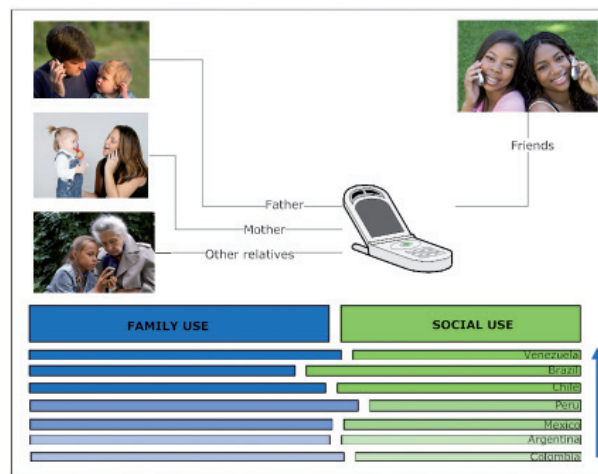 Friends
Father
Mother
Other relatives
FAMILY USE
SOCIAL USE
Venezuela
Brazil
Chile
Peru
Mexico
Argentina
Colombia